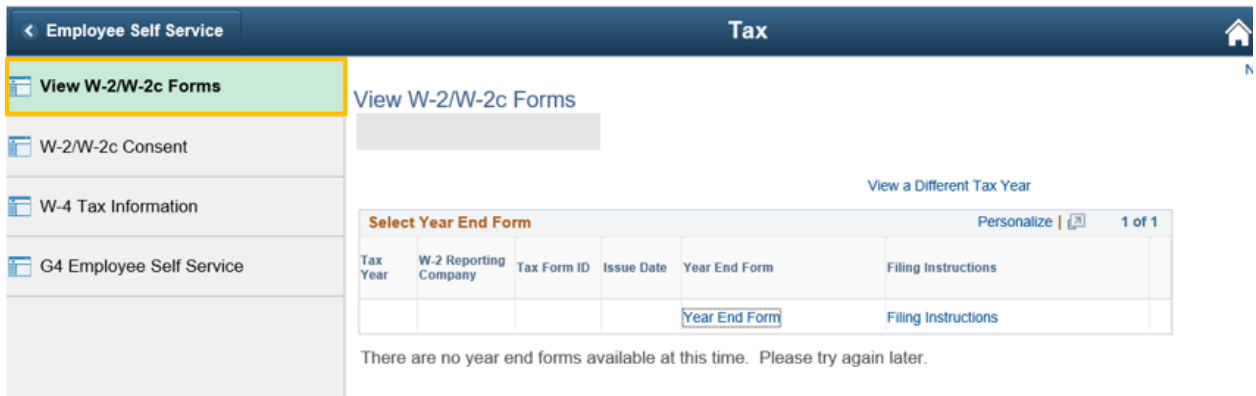 Employee Self Service
Tax
N
View W-2/W-2c Forms
W-2/W-2c Consent
W-4 Tax Information
G4 Employee Self Service
View W-2/W-2c Forms
View a Different Tax Year
Select Year End Form Personalize | 1 of 1
Tax Year W-2 Reporting Company Tax Form ID Issue Date Year End Form Filing Instructions
Year End Form Filing Instructions
There are no year end forms available at this time. Please try again later.